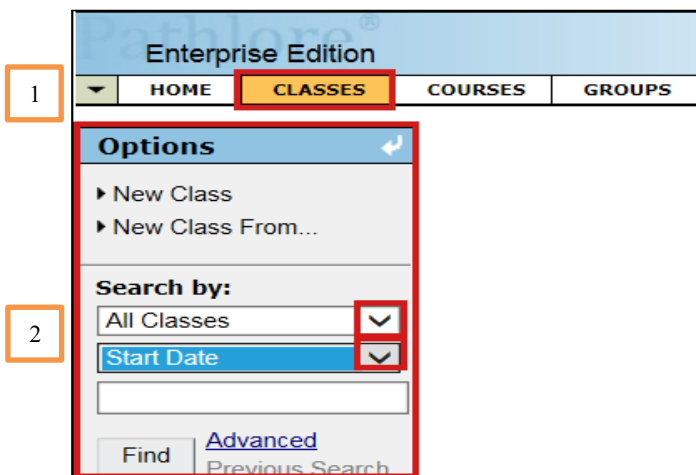 Pathlore®
Enterprise Edition
1
HOME CLASSES COURSES GROUPS
Options
New Class
New Class From...
Search by:
All Classes
2
Start Date
Find Advanced
Previous Search